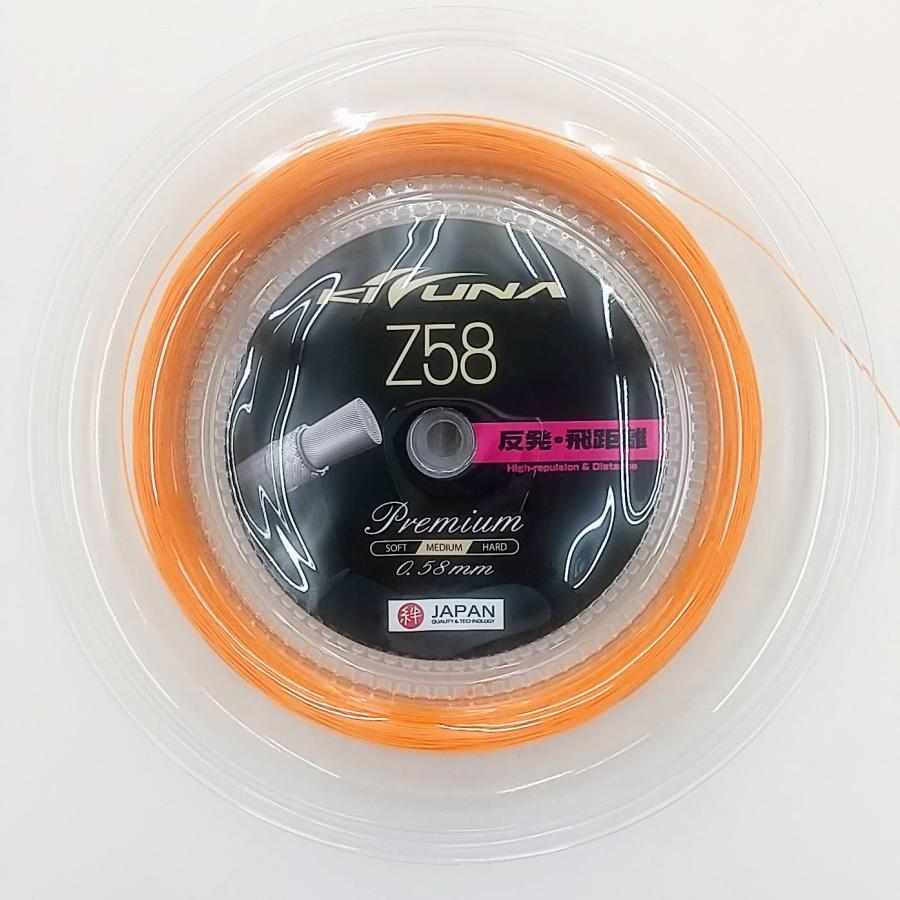 KIZUNA
Z58
反発・飛距離
High-repulsion & Distance
Premium
SOFT MEDIUM HARD
0.58mm
絆 JAPAN
QUALITY & TECHNOLOGY